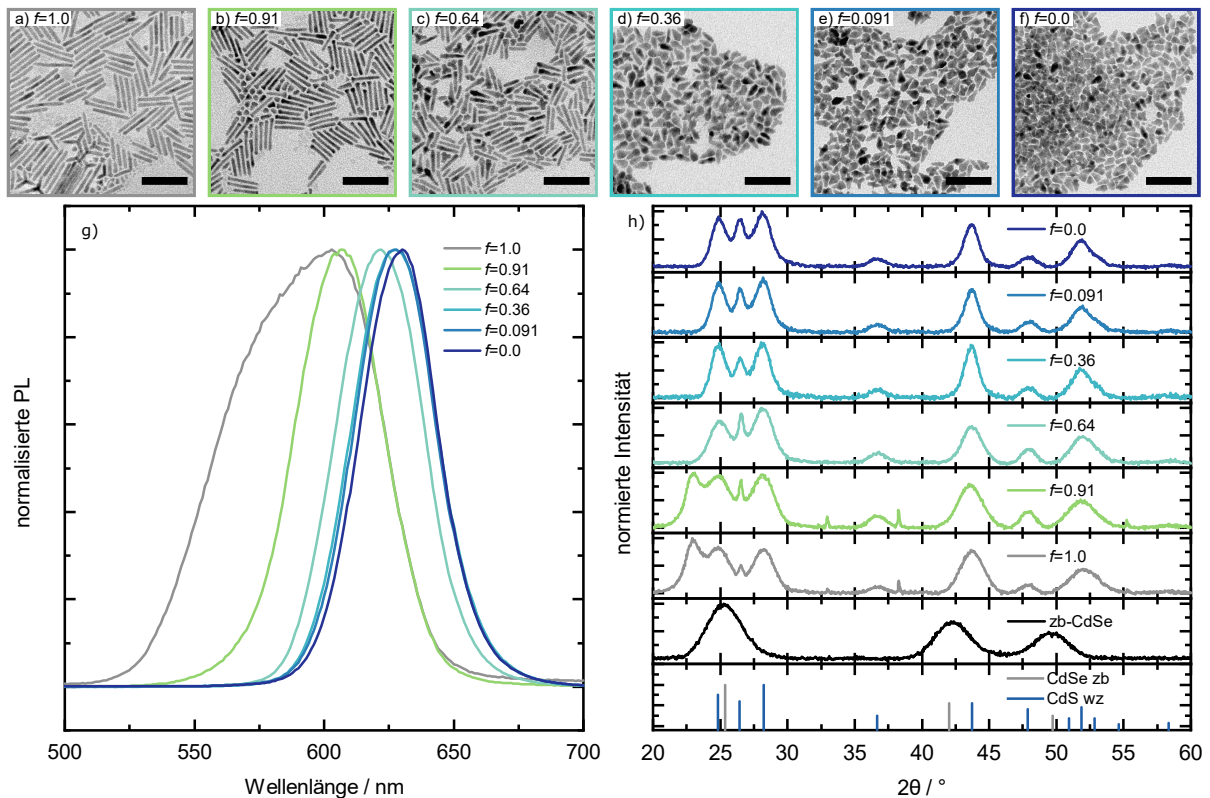 a) f=1.0
b) f=0.91
c) f=0.64
d) f=0.36
e) f=0.091
f) f=0.0
g)
f=1.0
f=0.91
f=0.64
f=0.36
f=0.091
f=0.0
normalisierte PL
500
550
600
650
700
Wellenlänge / nm
h)
f=0.0
f=0.091
f=0.36
f=0.64
f=0.91
f=1.0
zb-CdSe
CdSe zb
CdS wz
normierte Intensität
20
25
30
35
40
45
50
55
60
2θ / °